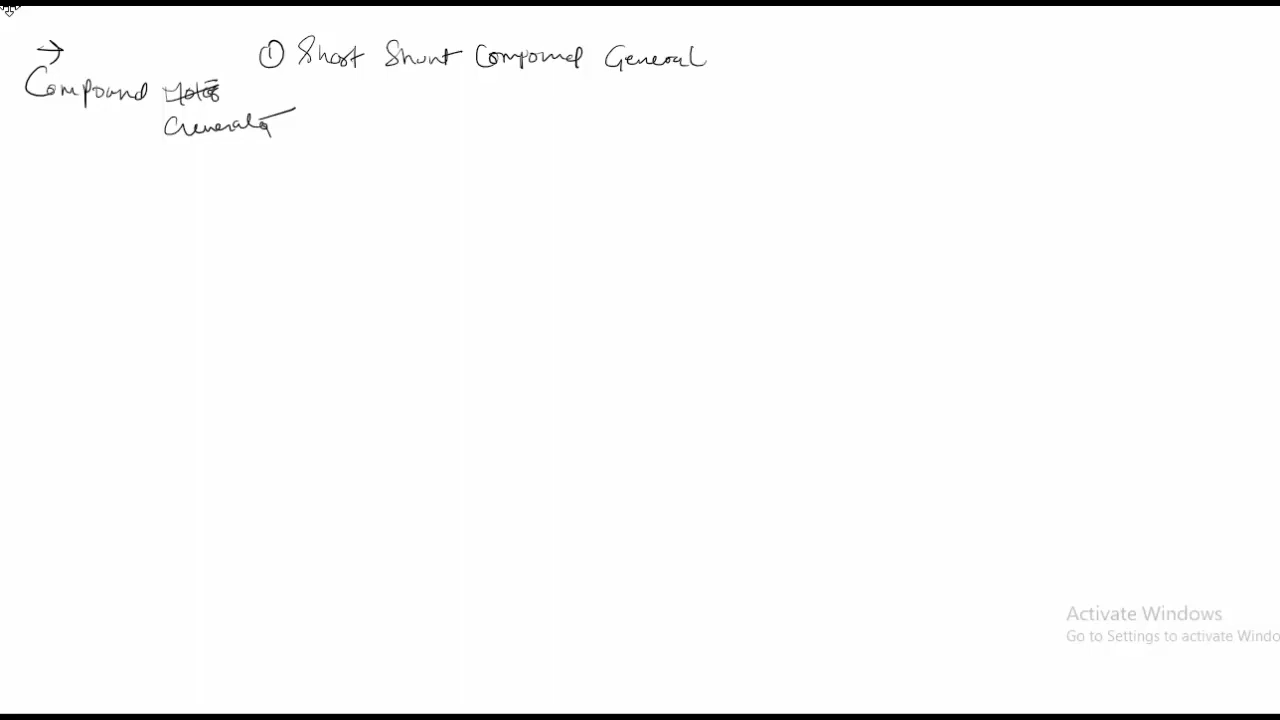 →
① Short Shunt Compound General
Compound Motor
Generator
Activate Windows
Go to Settings to activate Windo